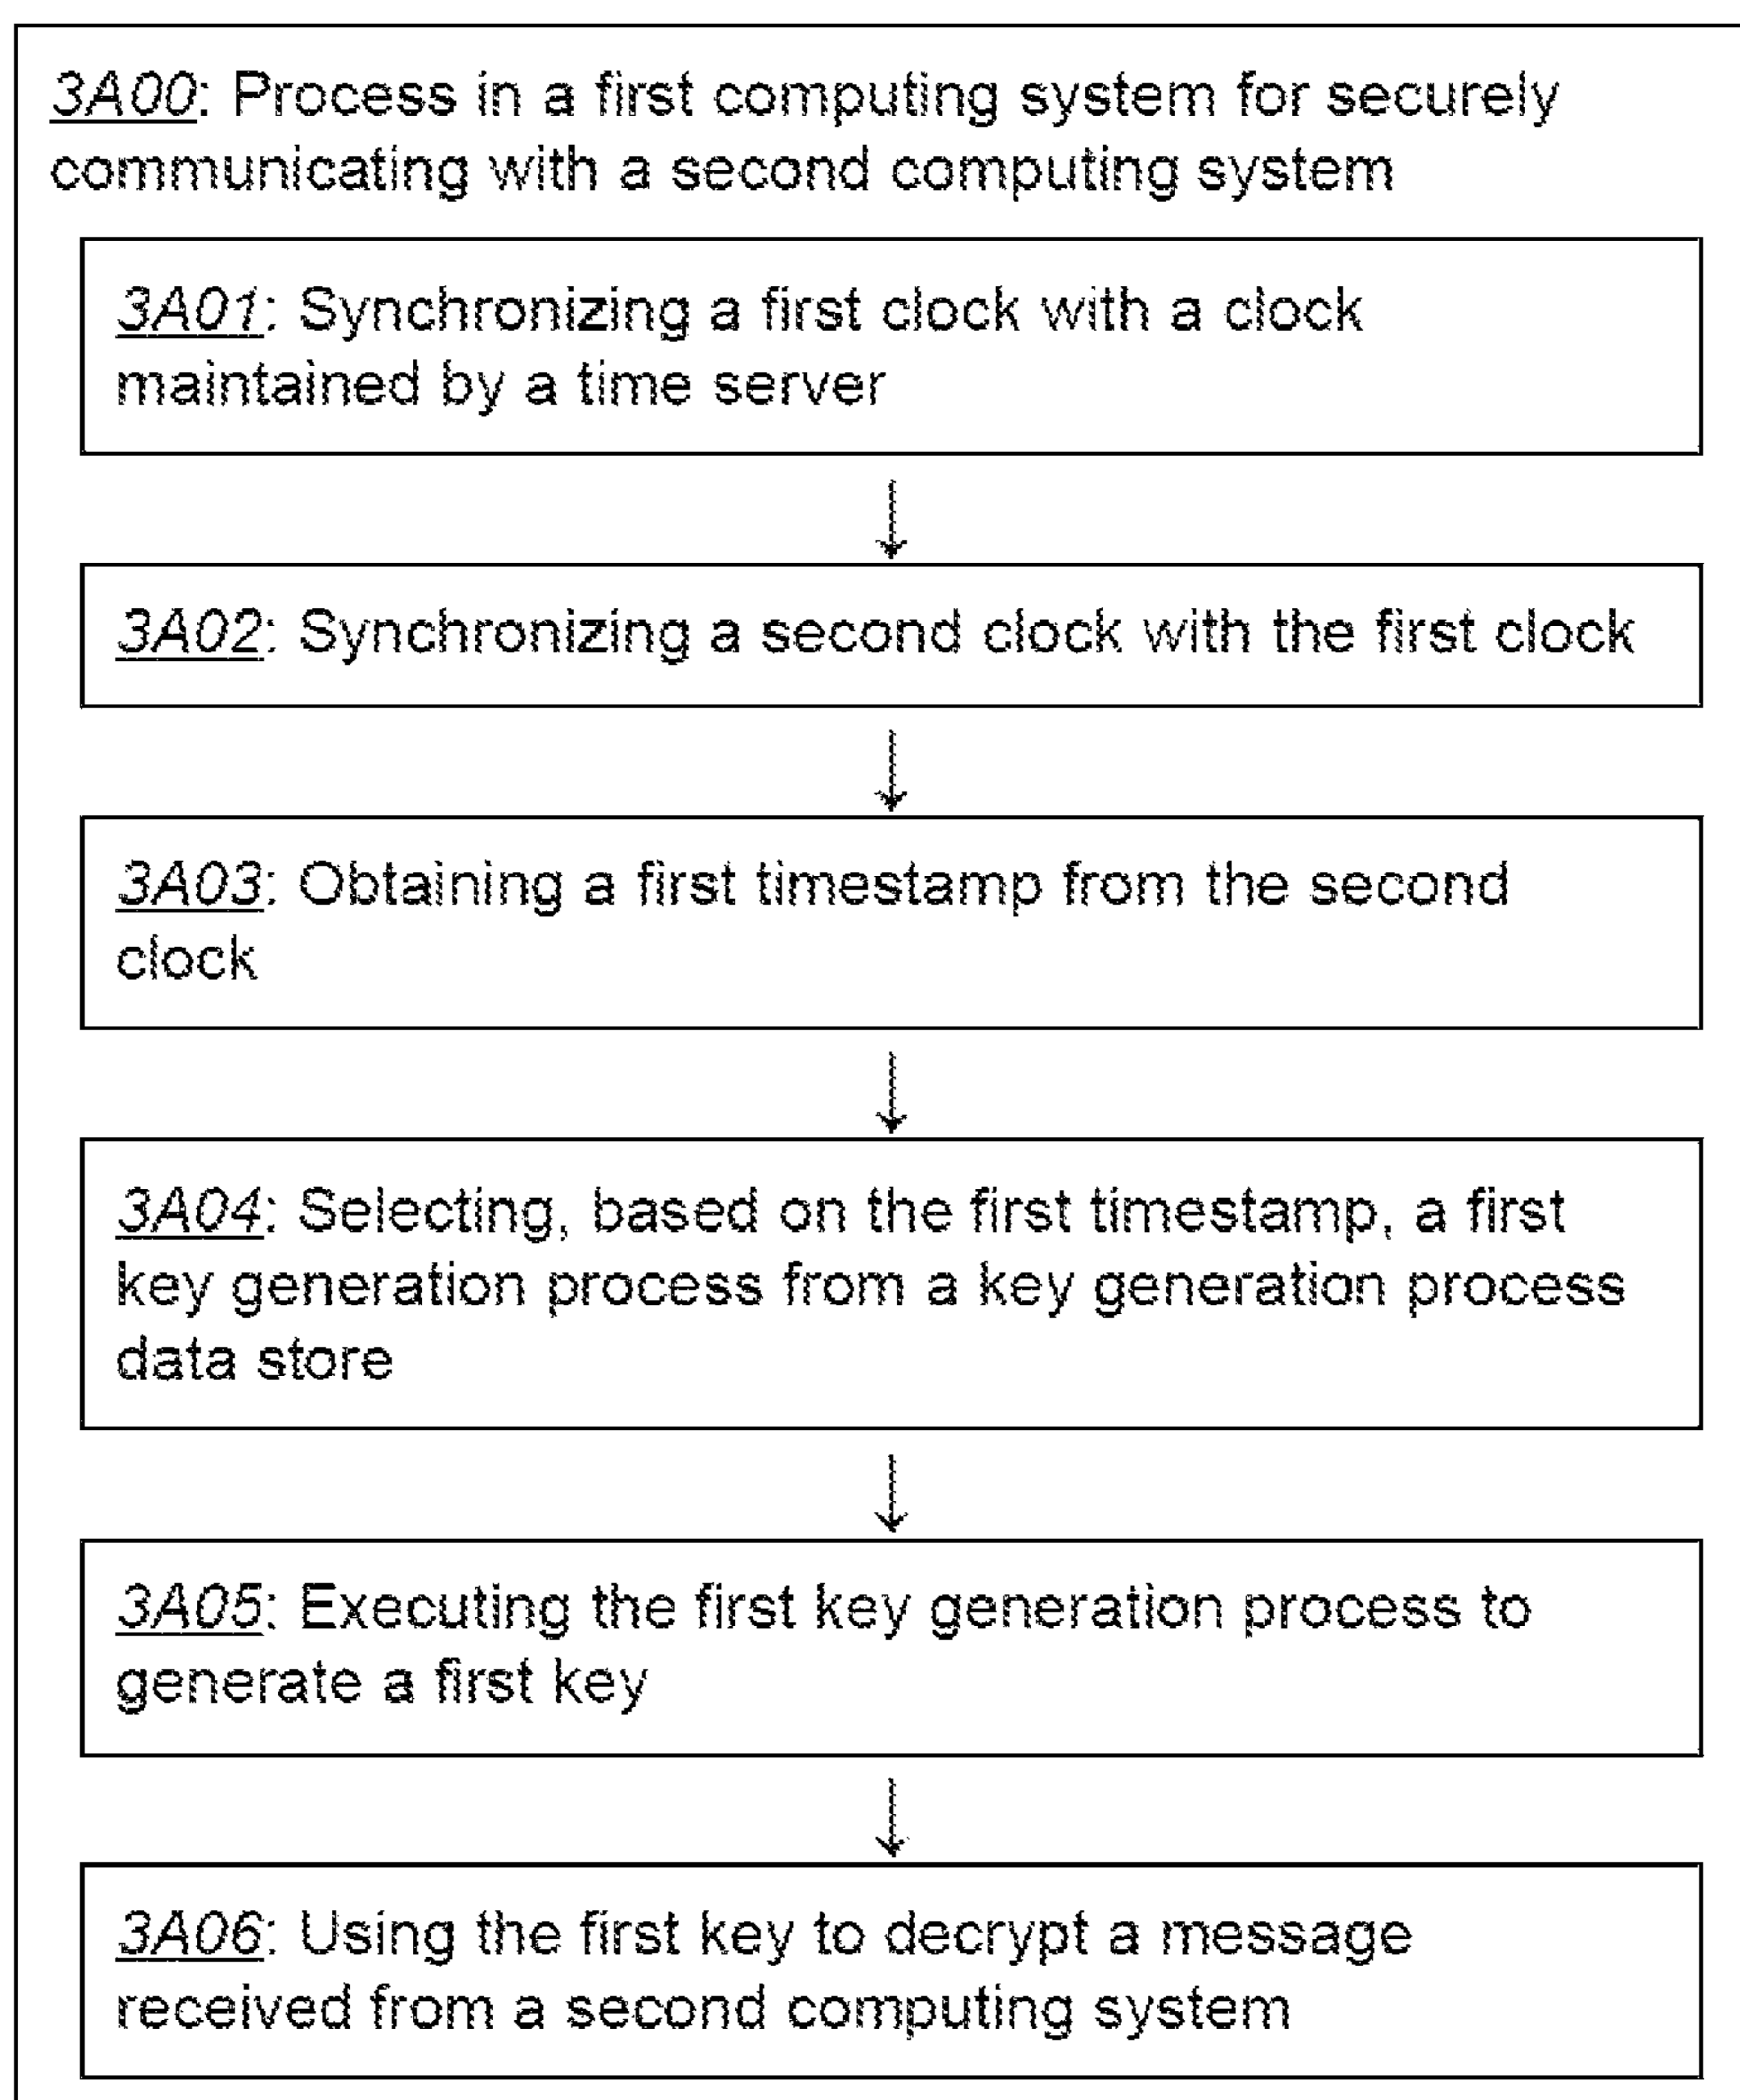 3A00: Process in a first computing system for securely
communicating with a second computing system
3A01: Synchronizing a first clock with a clock
maintained by a time server
3A02: Synchronizing a second clock with the first clock
3A03: Obtaining a first timestamp from the second
clock
3A04: Selecting, based on the first timestamp, a first
key generation process from a key generation process
data store
3A05: Executing the first key generation process to
generate a first key
3A06: Using the first key to decrypt a message
received from a second computing system